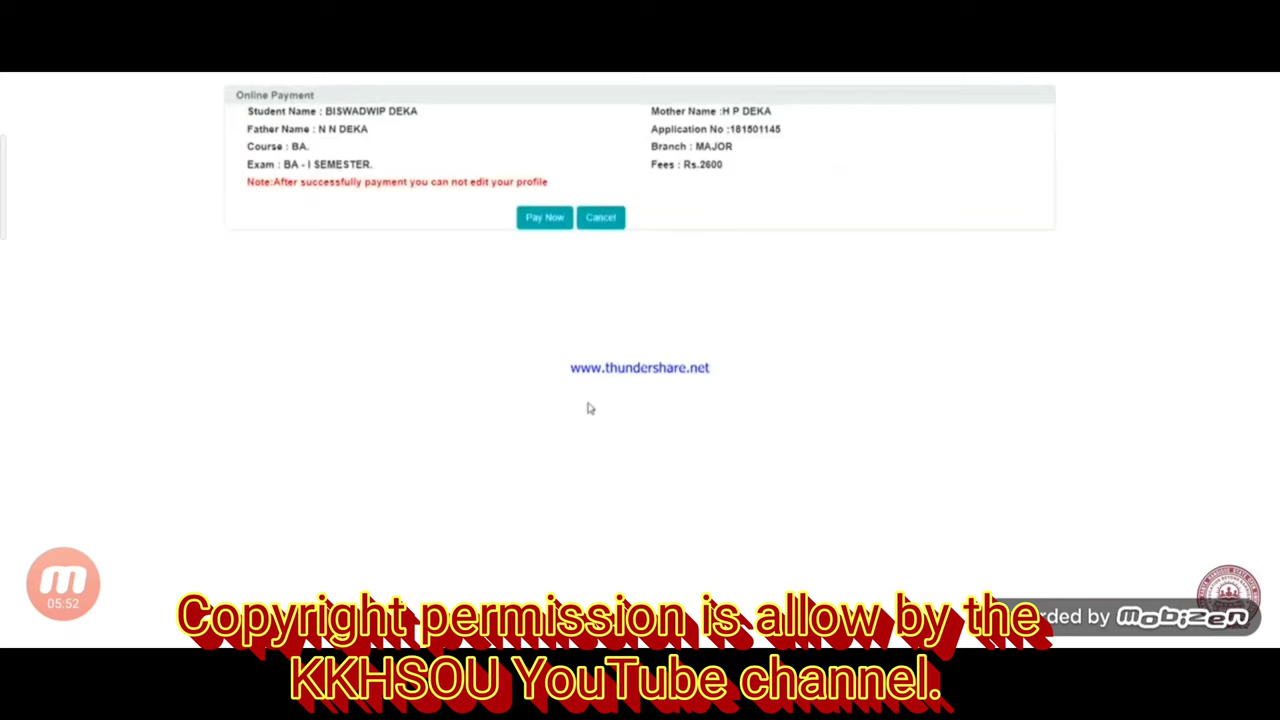 Online Payment
Student Name : BISWADWIP DEKA
Mother Name :H P DEKA
Father Name : N N DEKA
Application No :181501145
Course : BA.
Branch : MAJOR
Exam : BA - I SEMESTER.
Fees : Rs.2600
Note:After successfully payment you can not edit your profile
Pay Now
Cancel
www.thundershare.net
05:52
rded by mobizen
Copyright permission is allow by the
KKHSOU YouTube channel.